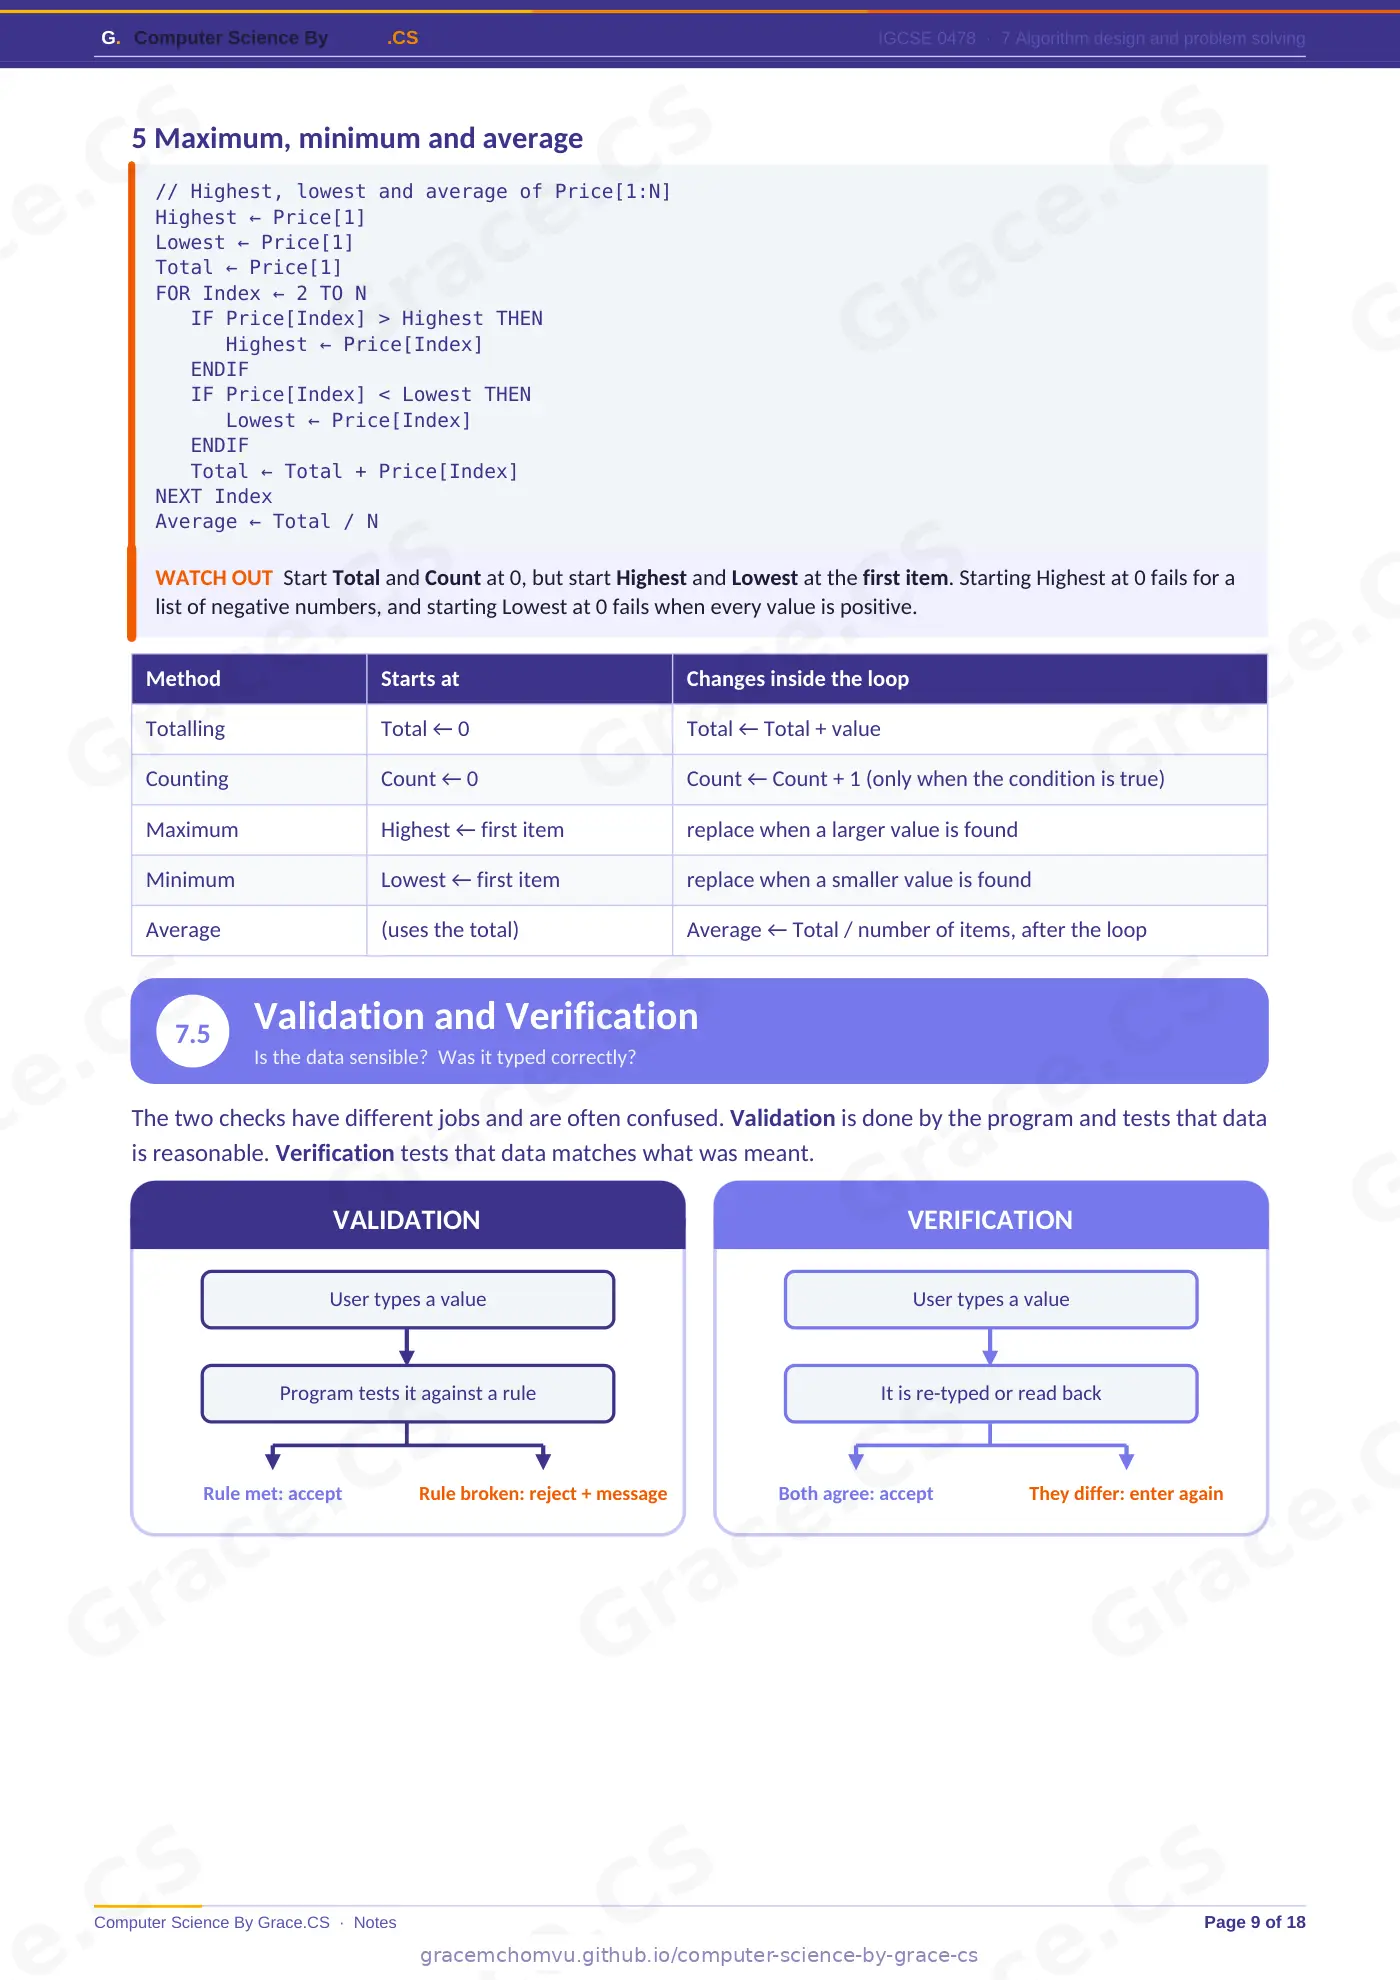 G. Computer Science By .CS
IGCSE 0478 · 7 Algorithm design and problem solving
5 Maximum, minimum and average
// Highest, lowest and average of Price[1:N]
Highest ← Price[1]
Lowest ← Price[1]
Total ← Price[1]
FOR Index ← 2 TO N
   IF Price[Index] > Highest THEN
      Highest ← Price[Index]
   ENDIF
   IF Price[Index] < Lowest THEN
      Lowest ← Price[Index]
   ENDIF
   Total ← Total + Price[Index]
NEXT Index
Average ← Total / N
WATCH OUT Start Total and Count at 0, but start Highest and Lowest at the first item. Starting Highest at 0 fails for a
list of negative numbers, and starting Lowest at 0 fails when every value is positive.
Method Starts at Changes inside the loop
Totalling Total ← 0 Total ← Total + value
Counting Count ← 0 Count ← Count + 1 (only when the condition is true)
Maximum Highest ← first item replace when a larger value is found
Minimum Lowest ← first item replace when a smaller value is found
Average (uses the total) Average ← Total / number of items, after the loop
7.5 Validation and Verification
Is the data sensible? Was it typed correctly?
The two checks have different jobs and are often confused. Validation is done by the program and tests that data
is reasonable. Verification tests that data matches what was meant.
VALIDATION
User types a value
Program tests it against a rule
Rule met: accept Rule broken: reject + message
VERIFICATION
User types a value
It is re-typed or read back
Both agree: accept They differ: enter again
Computer Science By Grace.CS · Notes
Page 9 of 18
gracemchomvu.github.io/computer-science-by-grace-cs
Grace.CS